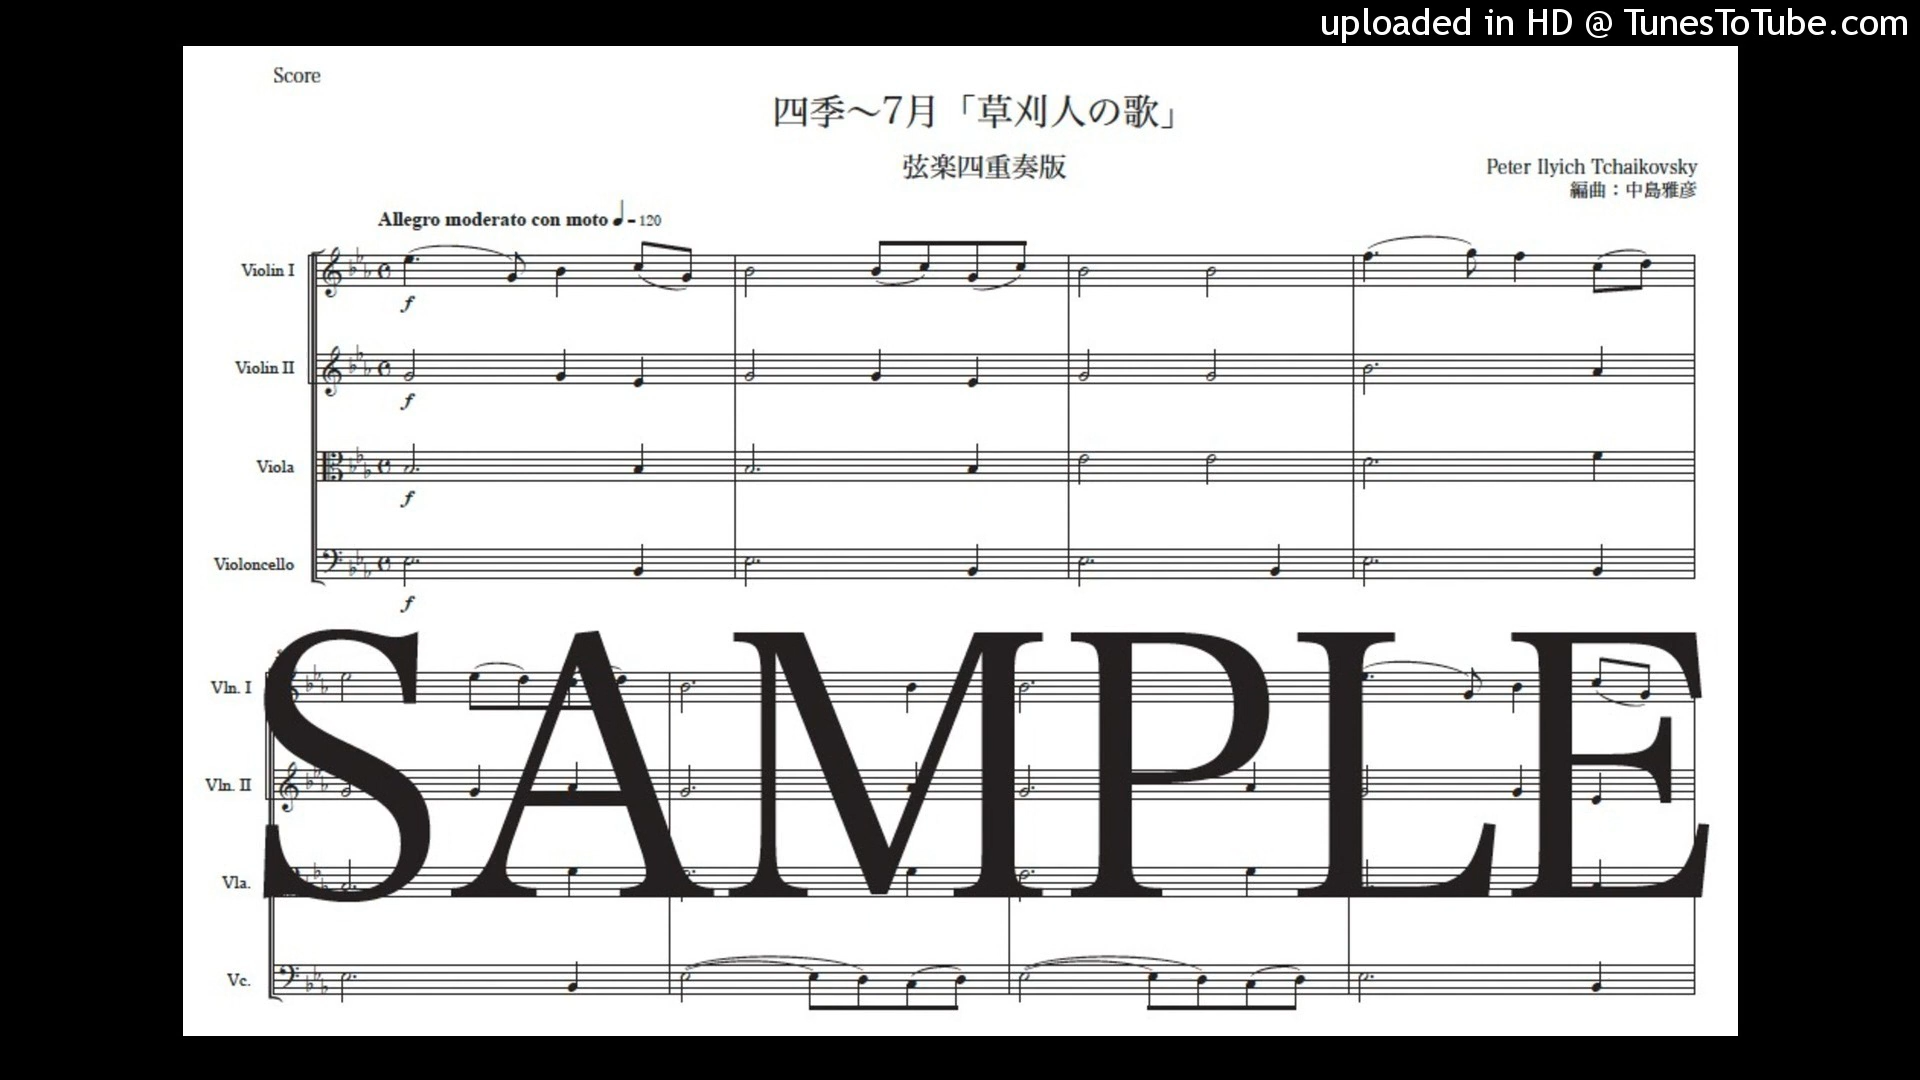 uploaded in HD @ TunesToTube.com
Score
四季～7月「草刈人の歌」
弦楽四重奏版
Peter Ilyich Tchaikovsky
編曲：中島雅彦
Allegro moderato con moto ♩=120
Violin I
f
Violin II
f
Viola
f
Violoncello
f
SAMPLE
Vln. I
Vln. II
Vla.
Vc.